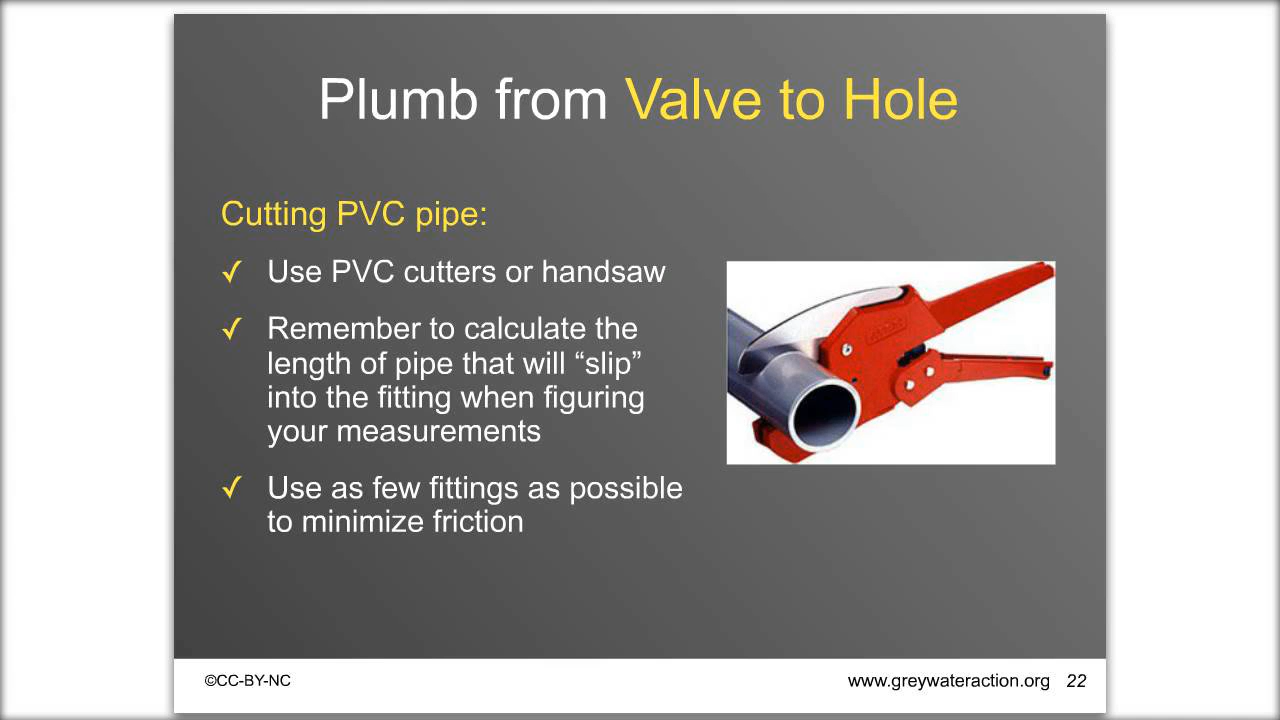 Plumb from Valve to Hole
Cutting PVC pipe:
✓ Use PVC cutters or handsaw
✓ Remember to calculate the
length of pipe that will “slip”
into the fitting when figuring
your measurements
✓ Use as few fittings as possible
to minimize friction
©CC-BY-NC
www.greywateraction.org 22